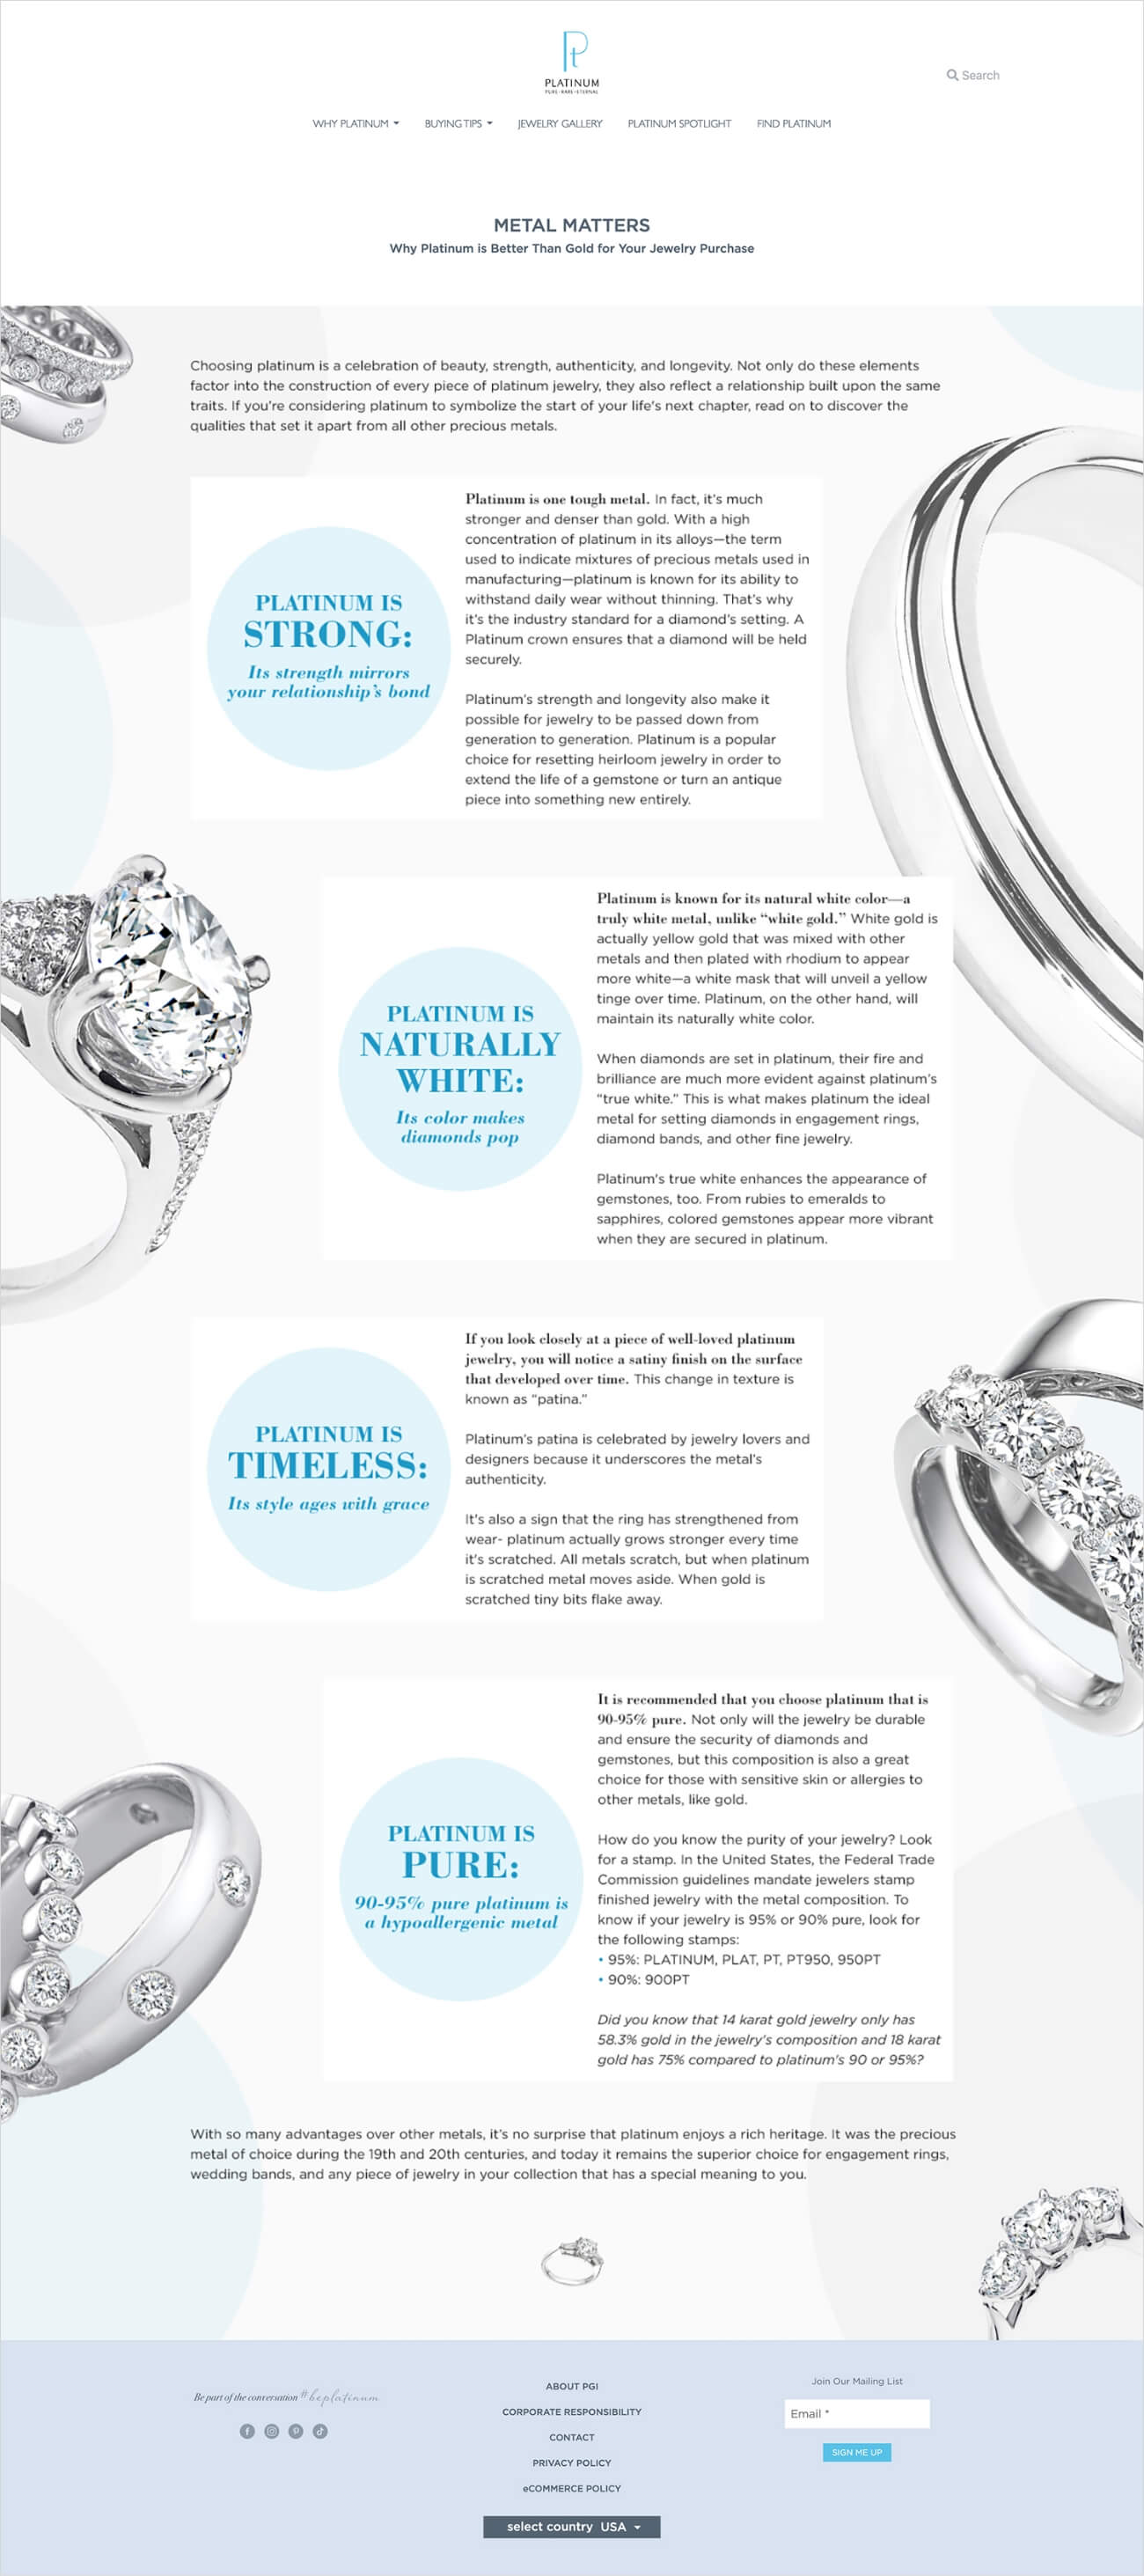 Pt
PLATINUM
PURE•RARE•ETERNAL
Search
WHY PLATINUM
BUYING TIPS
JEWELRY GALLERY
PLATINUM SPOTLIGHT
FIND PLATINUM
METAL MATTERS
Why Platinum is Better Than Gold for Your Jewelry Purchase
Choosing platinum is a celebration of beauty, strength, authenticity, and longevity. Not only do these elements
factor into the construction of every piece of platinum jewelry, they also reflect a relationship built upon the same
traits. If you're considering platinum to symbolize the start of your life's next chapter, read on to discover the
qualities that set it apart from all other precious metals.
PLATINUM IS
STRONG:
Its strength mirrors
your relationship's bond
Platinum is one tough metal. In fact, it's much
stronger and denser than gold. With a high
concentration of platinum in its alloys—the term
used to indicate mixtures of precious metals used in
manufacturing—platinum is known for its ability to
withstand daily wear without thinning. That's why
it's the industry standard for a diamond's setting. A
Platinum crown ensures that a diamond will be held
securely.
Platinum's strength and longevity also make it
possible for jewelry to be passed down from
generation to generation. Platinum is a popular
choice for resetting heirloom jewelry in order to
extend the life of a gemstone or turn an antique
piece into something new entirely.
PLATINUM IS
NATURALLY
WHITE:
Its color makes
diamonds pop
Platinum is known for its natural white color—a
truly white metal, unlike "white gold." White gold is
actually yellow gold that was mixed with other
metals and then plated with rhodium to appear
more white—a white mask that will unveil a yellow
tinge over time. Platinum, on the other hand, will
maintain its naturally white color.
When diamonds are set in platinum, their fire and
brilliance are much more evident against platinum's
"true white." This is what makes platinum the ideal
metal for setting diamonds in engagement rings,
diamond bands, and other fine jewelry.
Platinum's true white enhances the appearance of
gemstones, too. From rubies to emeralds to
sapphires, colored gemstones appear more vibrant
when they are secured in platinum.
PLATINUM IS
TIMELESS:
Its style ages with grace
If you look closely at a piece of well-loved platinum
jewelry, you will notice a satiny finish on the surface
that developed over time. This change in texture is
known as "patina."
Platinum's patina is celebrated by jewelry lovers and
designers because it underscores the metal's
authenticity.
It's also a sign that the ring has strengthened from
wear- platinum actually grows stronger every time
it's scratched. All metals scratch, but when platinum
is scratched metal moves aside. When gold is
scratched tiny bits flake away.
PLATINUM IS
PURE:
90-95% pure platinum is
a hypoallergenic metal
It is recommended that you choose platinum that is
90-95% pure. Not only will the jewelry be durable
and ensure the security of diamonds and
gemstones, but this composition is also a great
choice for those with sensitive skin or allergies to
other metals, like gold.
How do you know the purity of your jewelry? Look
for a stamp. In the United States, the Federal Trade
Commission guidelines mandate jewelers stamp
finished jewelry with the metal composition. To
know if your jewelry is 95% or 90% pure, look for
the following stamps:
• 95%: PLATINUM, PLAT, PT, PT950, 950PT
• 90%: 900PT
Did you know that 14 karat gold jewelry only has
58.3% gold in the jewelry's composition and 18 karat
gold has 75% compared to platinum's 90 or 95%?
With so many advantages over other metals, it's no surprise that platinum enjoys a rich heritage. It was the precious
metal of choice during the 19th and 20th centuries, and today it remains the superior choice for engagement rings,
wedding bands, and any piece of jewelry in your collection that has a special meaning to you.
Be part of the conversation #beplatinum
ABOUT PGI
CORPORATE RESPONSIBILITY
CONTACT
PRIVACY POLICY
eCOMMERCE POLICY
Join Our Mailing List
Email *
SIGN ME UP
select country USA